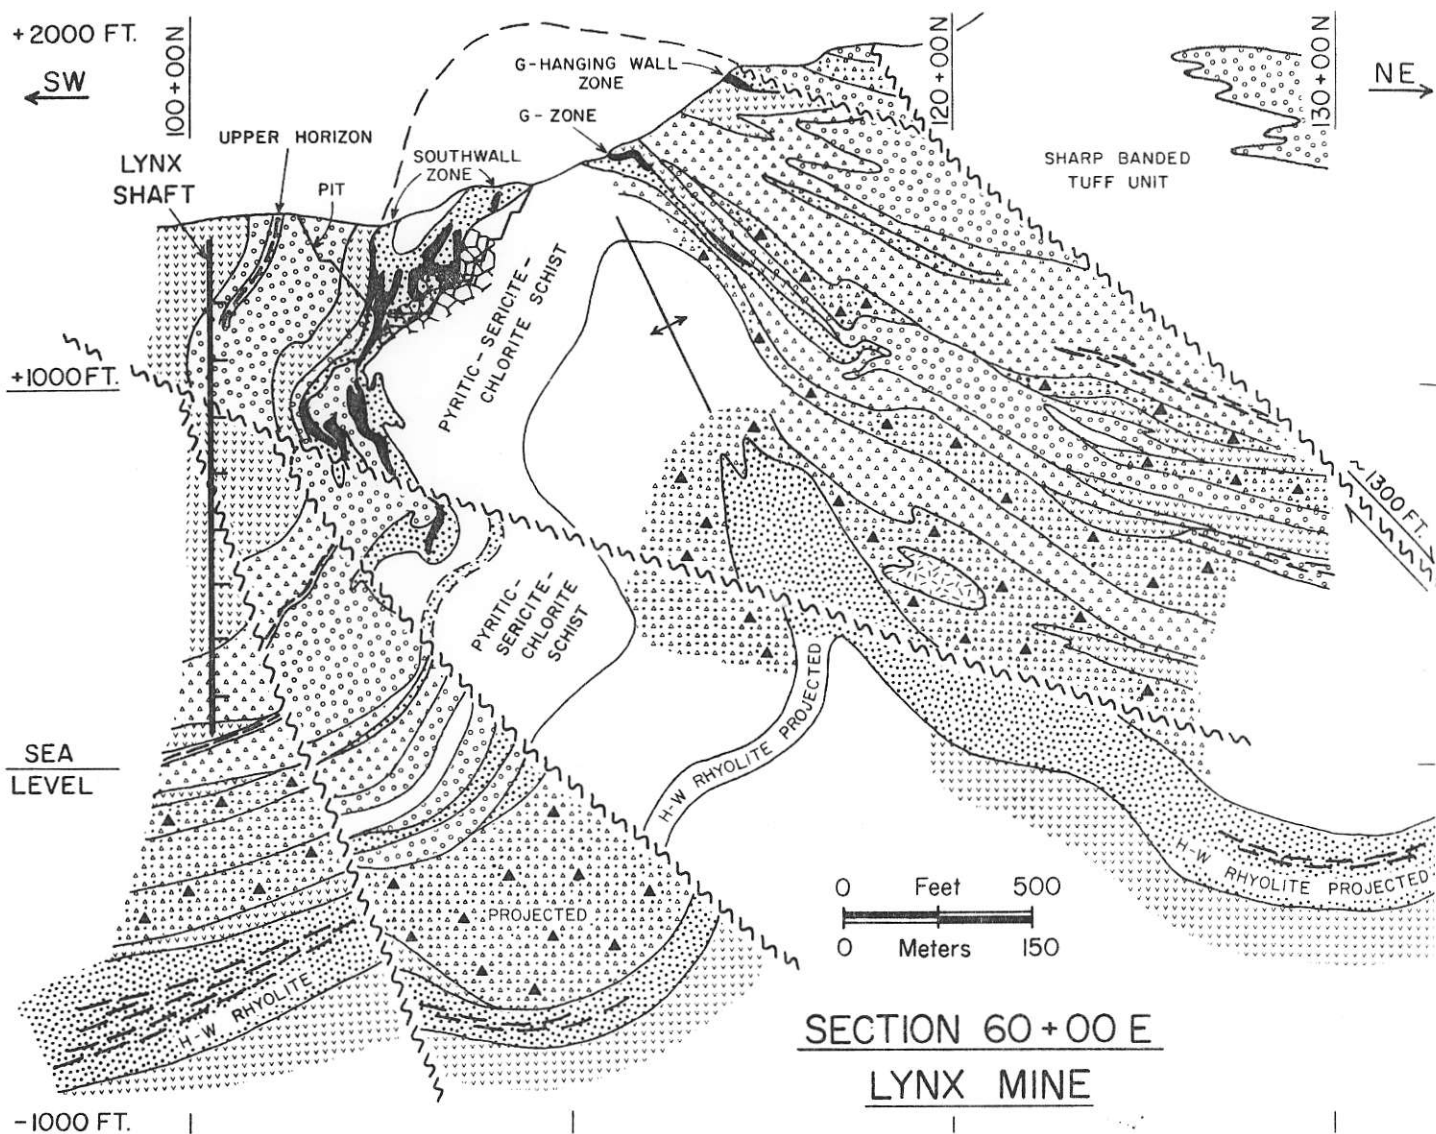 +2000 FT.
SW
100+00N
G-HANGING WALL
ZONE
120+00N
130+00N
NE
G-ZONE
UPPER HORIZON
LYNX
SHAFT
PIT
SOUTHWALL
ZONE
SHARP BANDED
TUFF UNIT
PYRITIC-SERICITE-
CHLORITE SCHIST
+1000FT.
~1300 FT.
PYRITIC-
SERICITE-
CHLORITE
SCHIST
H-W RHYOLITE PROJECTED
SEA
LEVEL
H-W RHYOLITE PROJECTED
0 Feet 500
0 Meters 150
PROJECTED
H-W RHYOLITE
SECTION 60+00 E
LYNX MINE
-1000 FT.